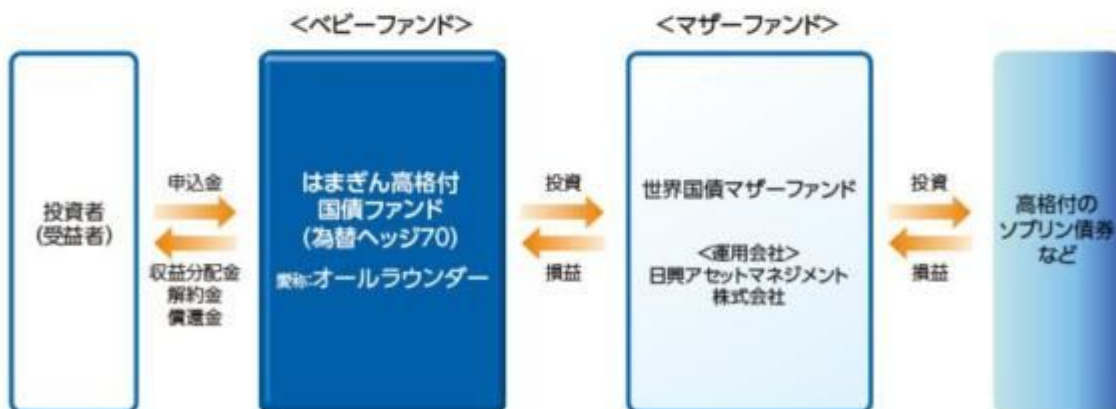 <ベビーファンド>
<マザーファンド>
投資者
(受益者)
申込金
収益分配金
解約金
償還金
はまぎん高格付
国債ファンド
(為替ヘッジ70)
愛称:オールラウンダー
投資
損益
世界国債マザーファンド
<運用会社>
日興アセットマネジメント
株式会社
投資
損益
高格付の
ソブリン債券
など